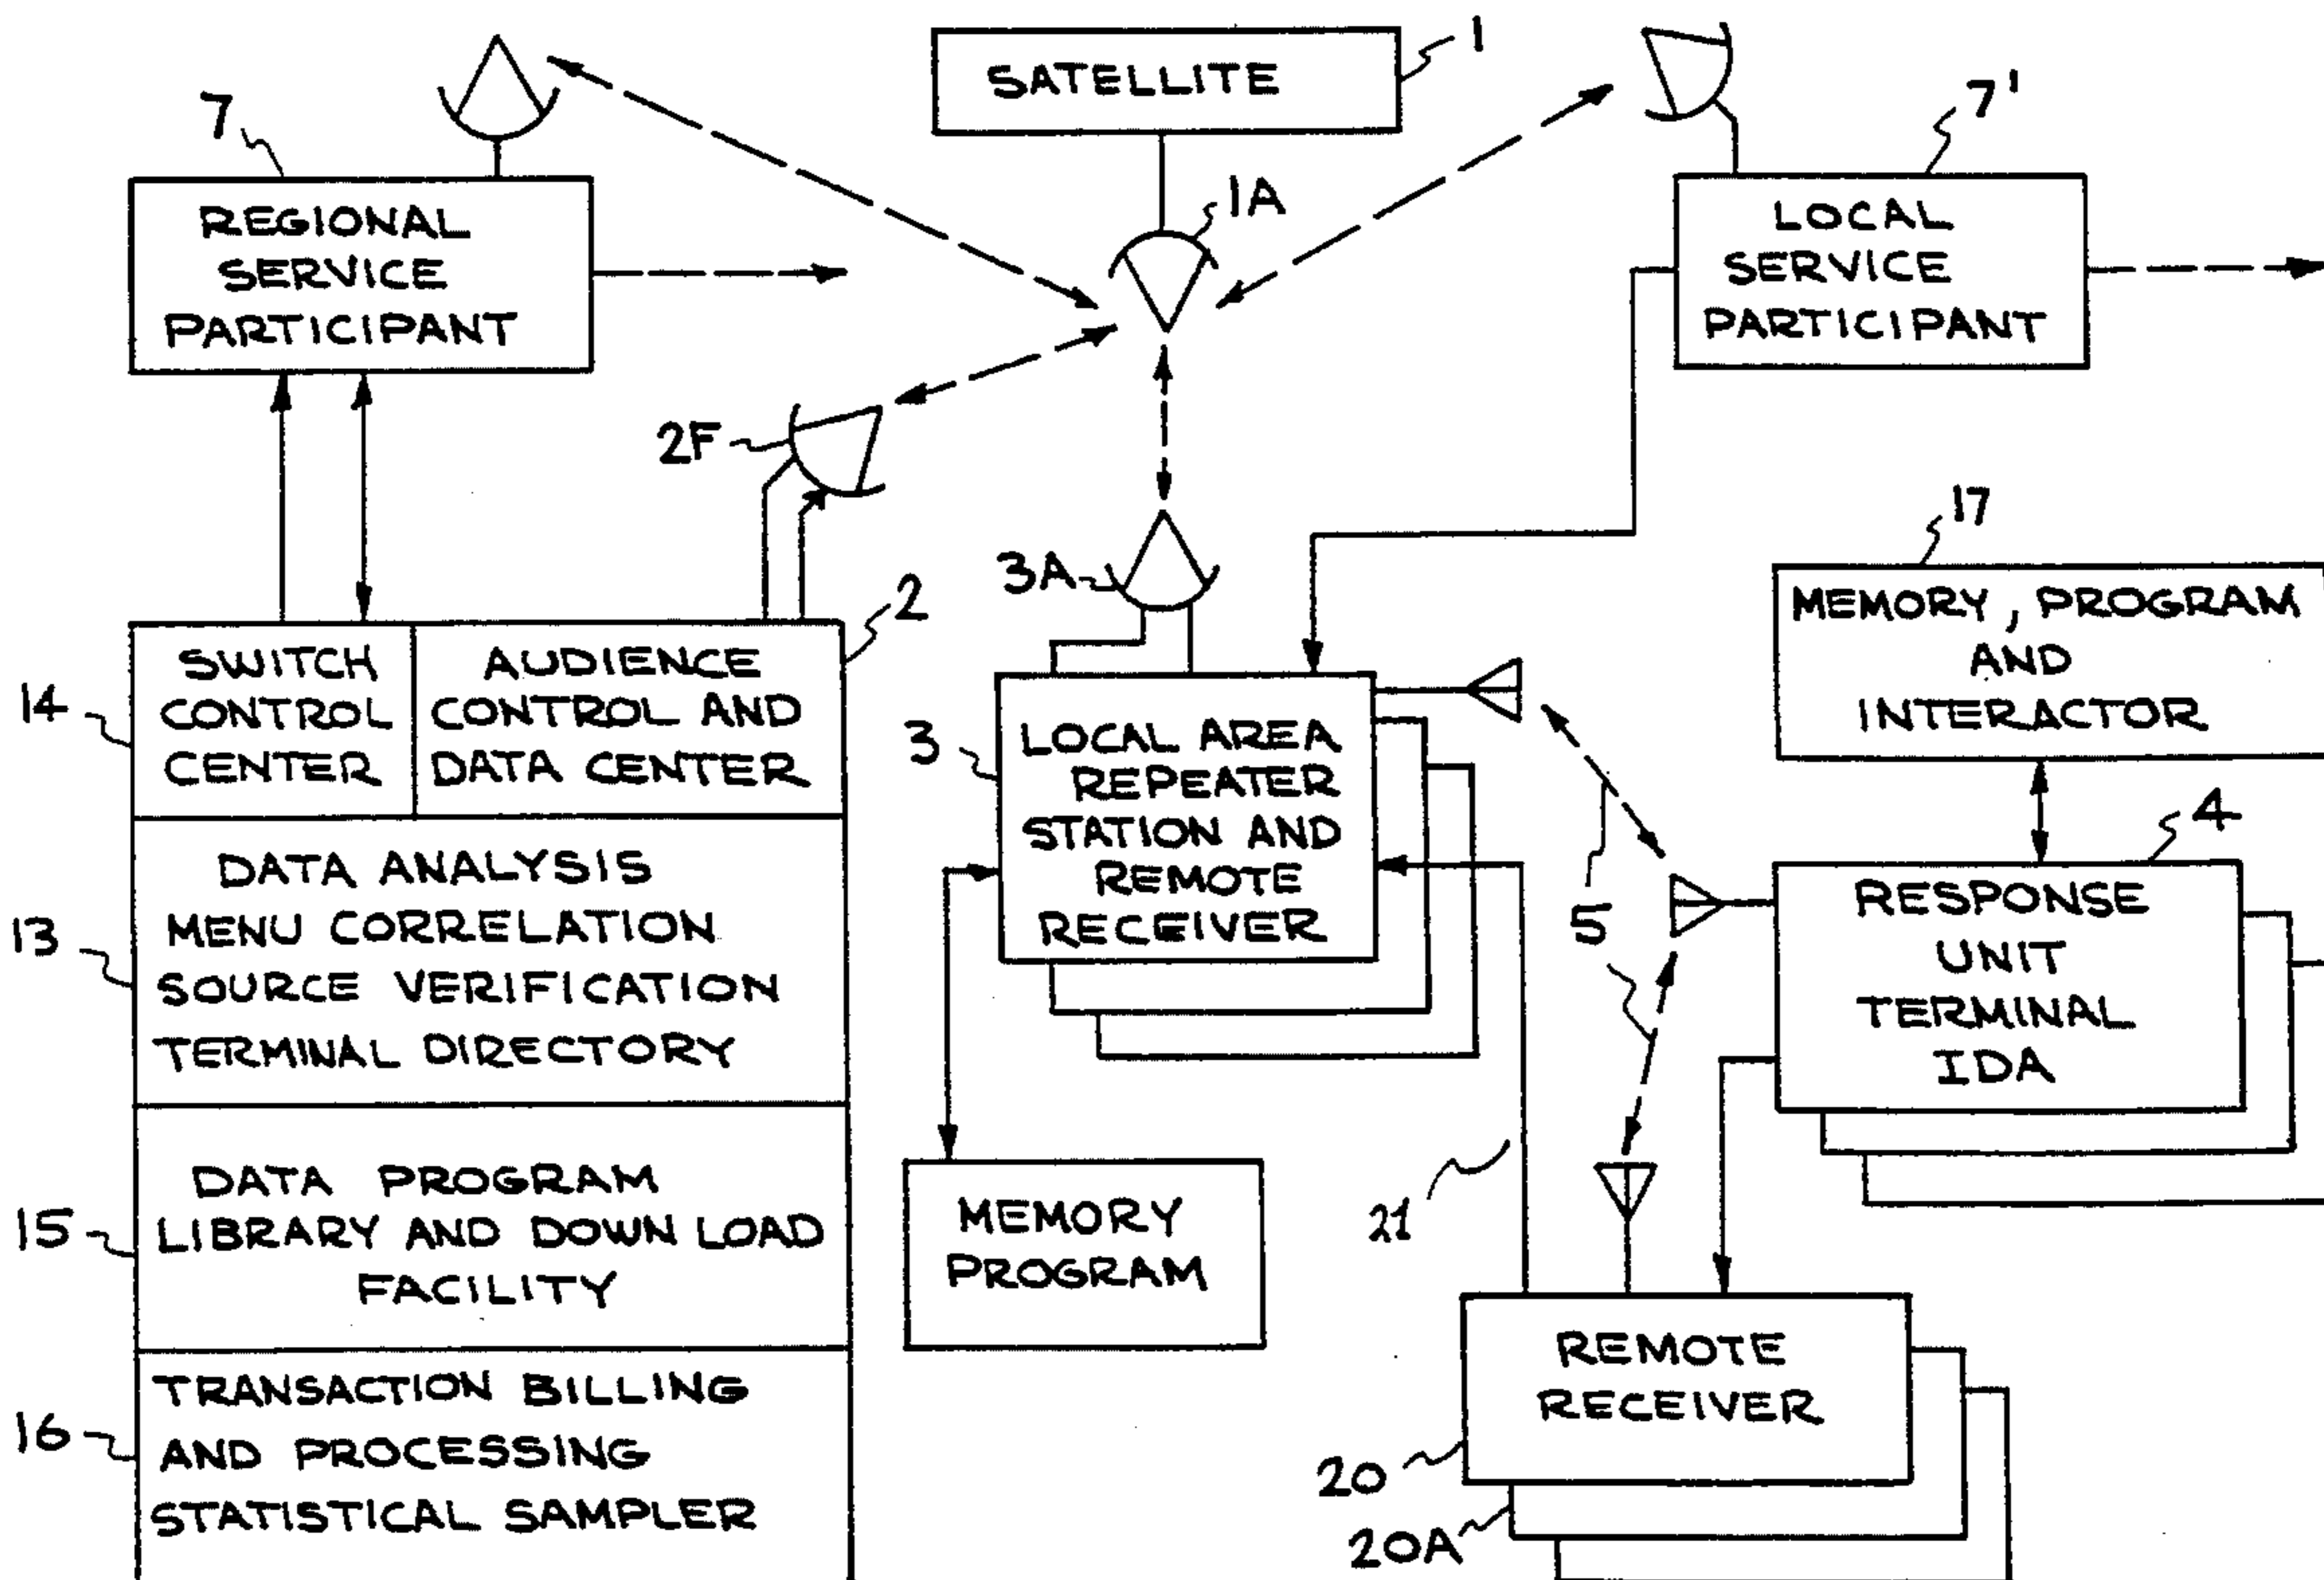 SATELLITE
1
7
7'
1A
REGIONAL
SERVICE
PARTICIPANT
LOCAL
SERVICE
PARTICIPANT
2F
3A
17
MEMORY, PROGRAM
AND
INTERACTOR
2
14
SWITCH
CONTROL
CENTER
AUDIENCE
CONTROL AND
DATA CENTER
3
LOCAL AREA
REPEATER
STATION AND
REMOTE
RECEIVER
5
4
RESPONSE
UNIT
TERMINAL
IDA
13
DATA ANALYSIS
MENU CORRELATION
SOURCE VERIFICATION
TERMINAL DIRECTORY
15
DATA PROGRAM
LIBRARY AND DOWN LOAD
FACILITY
MEMORY
PROGRAM
21
16
TRANSACTION BILLING
AND PROCESSING
STATISTICAL SAMPLER
REMOTE
RECEIVER
20
20A